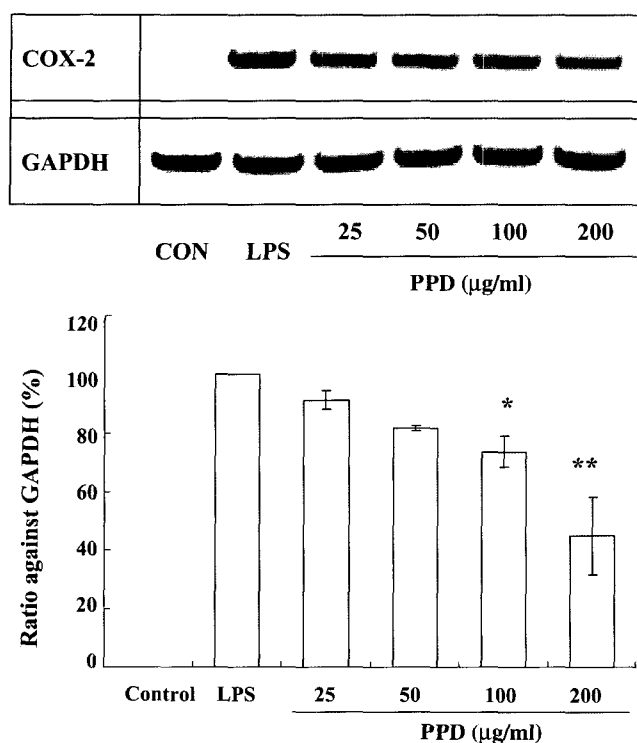 COX-2
GAPDH
CON LPS 25 50 100 200
PPD (µg/ml)
Ratio against GAPDH (%)
120
100
80
60
40
20
0
*
**
Control LPS 25 50 100 200
PPD (µg/ml)